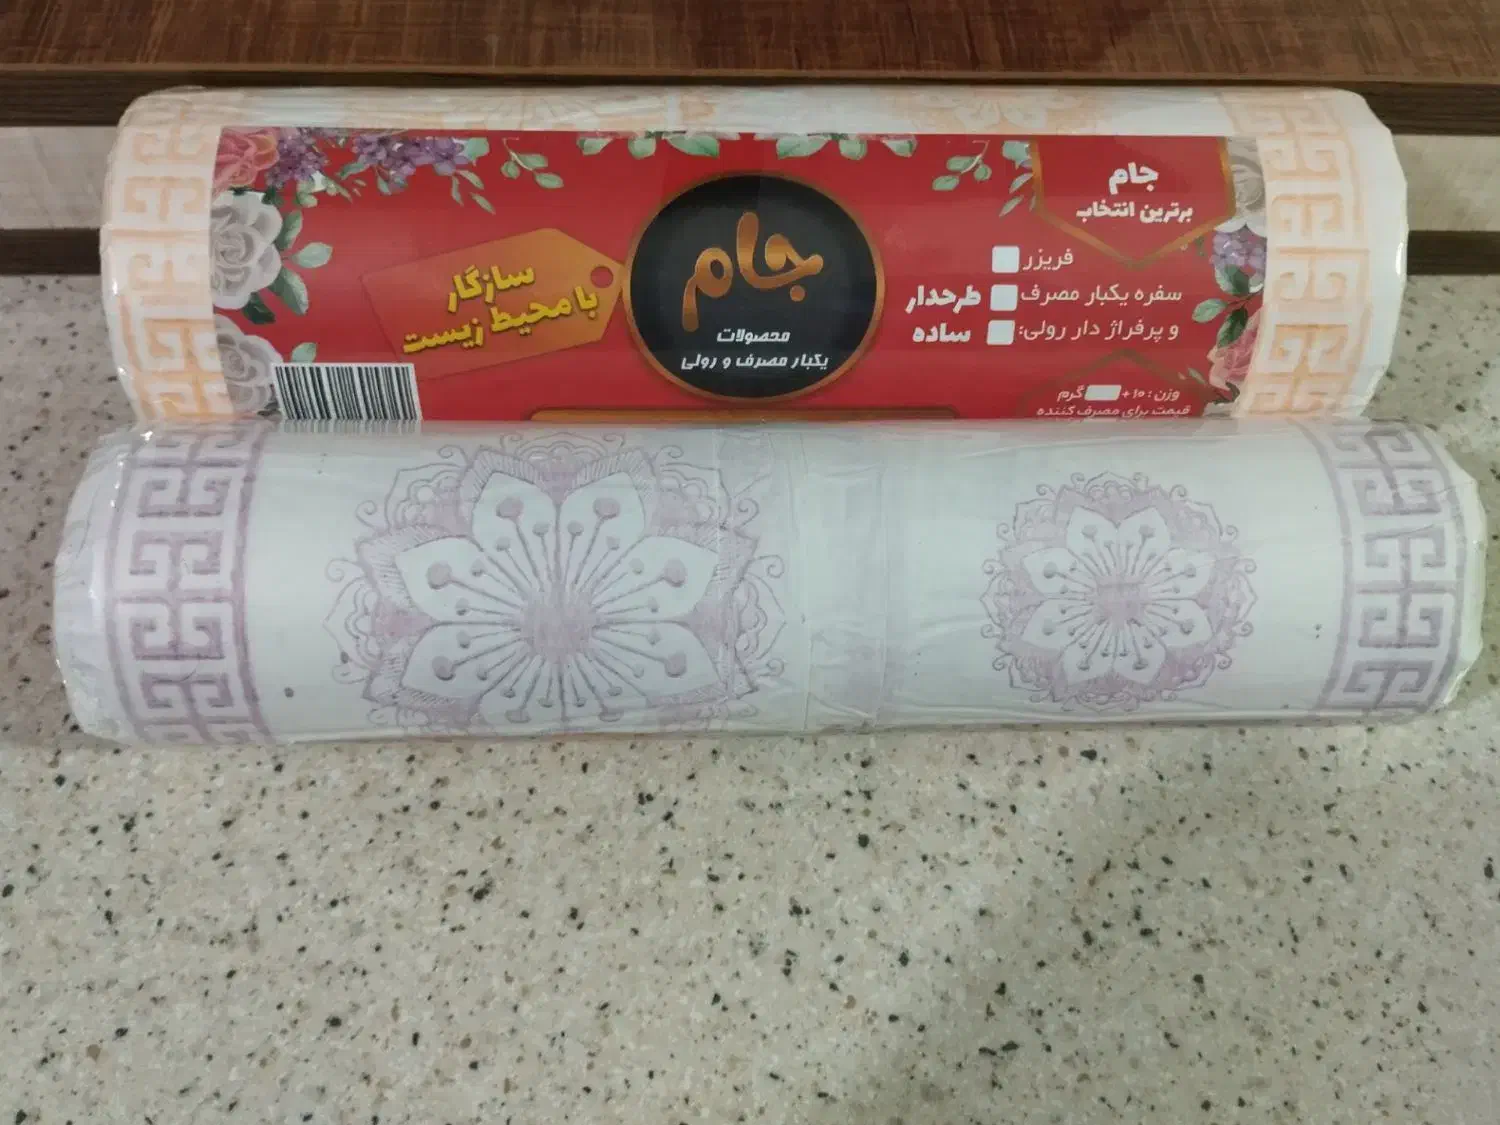 جام
برترین انتخاب
فریزر
سفره یکبار مصرف طرحدار
و پرفراژ دار رولی: ساده
وزن: ۱۰+ گرم
قیمت برای مصرف کننده
جام
محصولات
یکبار مصرف و رولی
سازگار
با محیط زیست